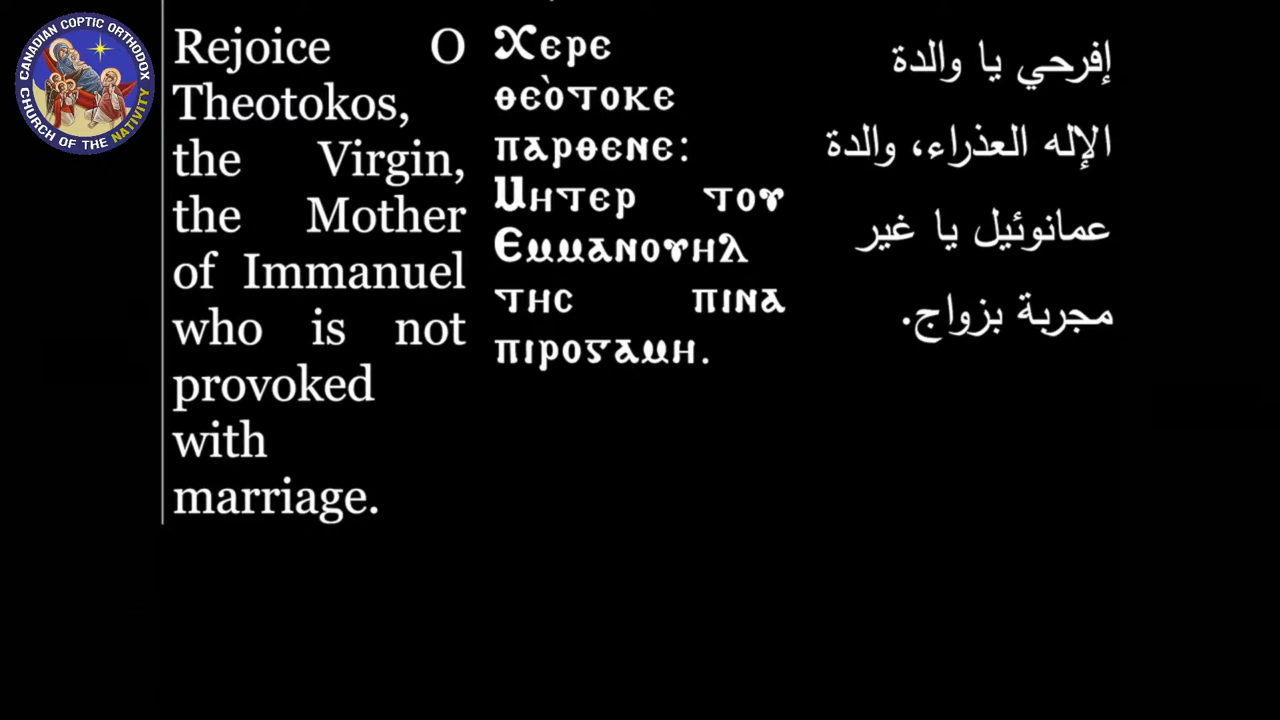 CANADIAN COPTIC ORTHODOX
CHURCH OF THE NATIVITY
Rejoice O
Theotokos,
the Virgin,
the Mother
of Immanuel
who is not
provoked
with
marriage.
Ⲭⲉⲣⲉ
ⲑⲉⲟ̀ⲧⲟⲕⲉ
ⲡⲁⲣⲑⲉⲛⲉ:
Ⲙⲏⲧⲉⲣ ⲧⲟⲩ
Ⲉⲙⲙⲁⲛⲟⲩⲏⲗ
ⲧⲏⲥ ⲡⲓⲛⲁ
ⲡⲓⲣⲟⲅⲁⲙⲏ.
إفرحي يا والدة
الإله العذراء، والدة
عمانوئيل يا غير
مجربة بزواج.